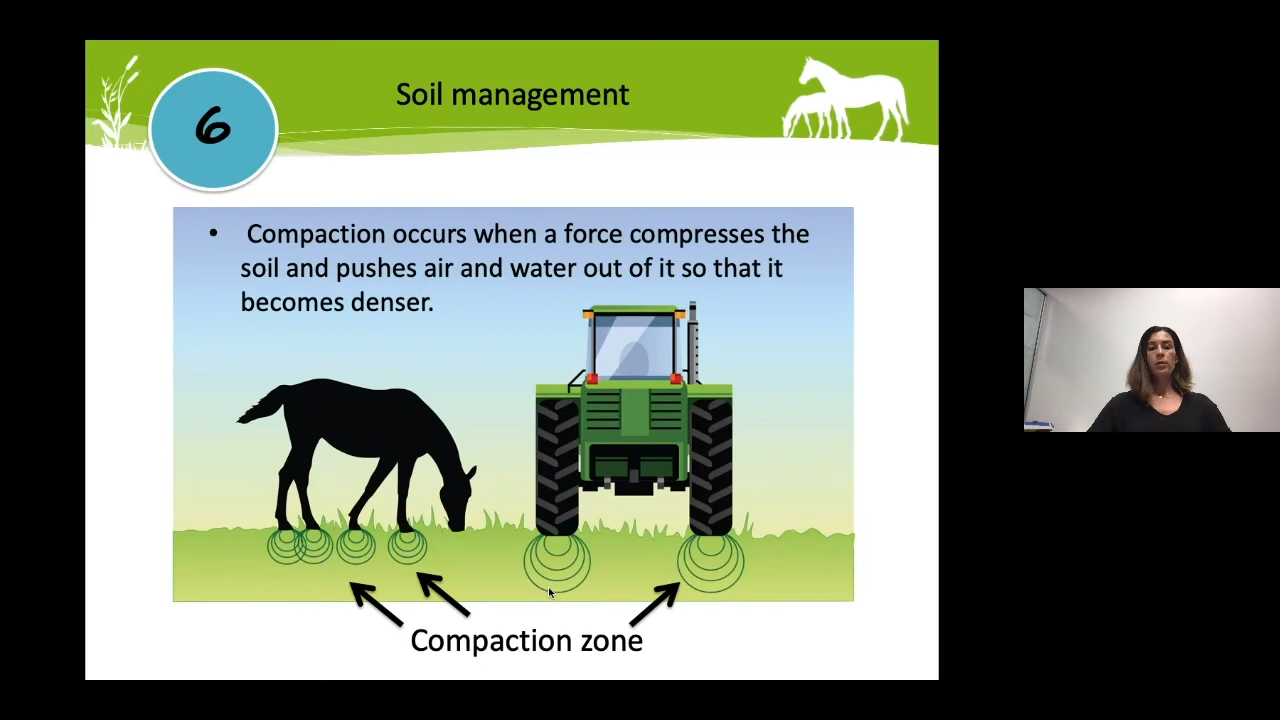 6
Soil management
• Compaction occurs when a force compresses the
soil and pushes air and water out of it so that it
becomes denser.
Compaction zone